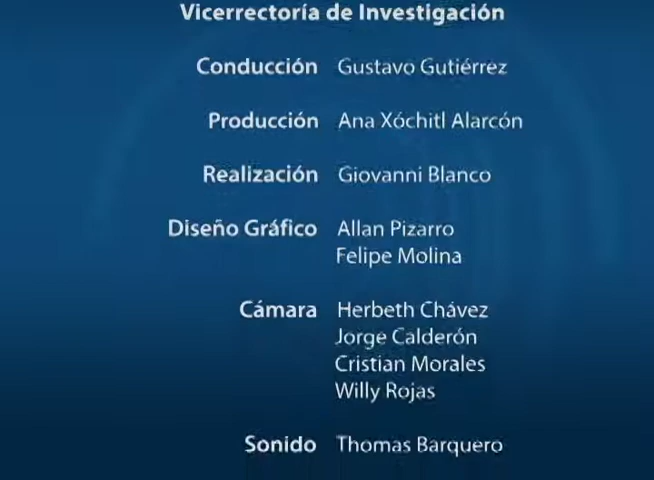 Vicerrectoría de Investigación
Conducción Gustavo Gutiérrez
Producción Ana Xóchitl Alarcón
Realización Giovanni Blanco
Diseño Gráfico Allan Pizarro
Felipe Molina
Cámara Herbeth Chávez
Jorge Calderón
Cristian Morales
Willy Rojas
Sonido Thomas Barquero